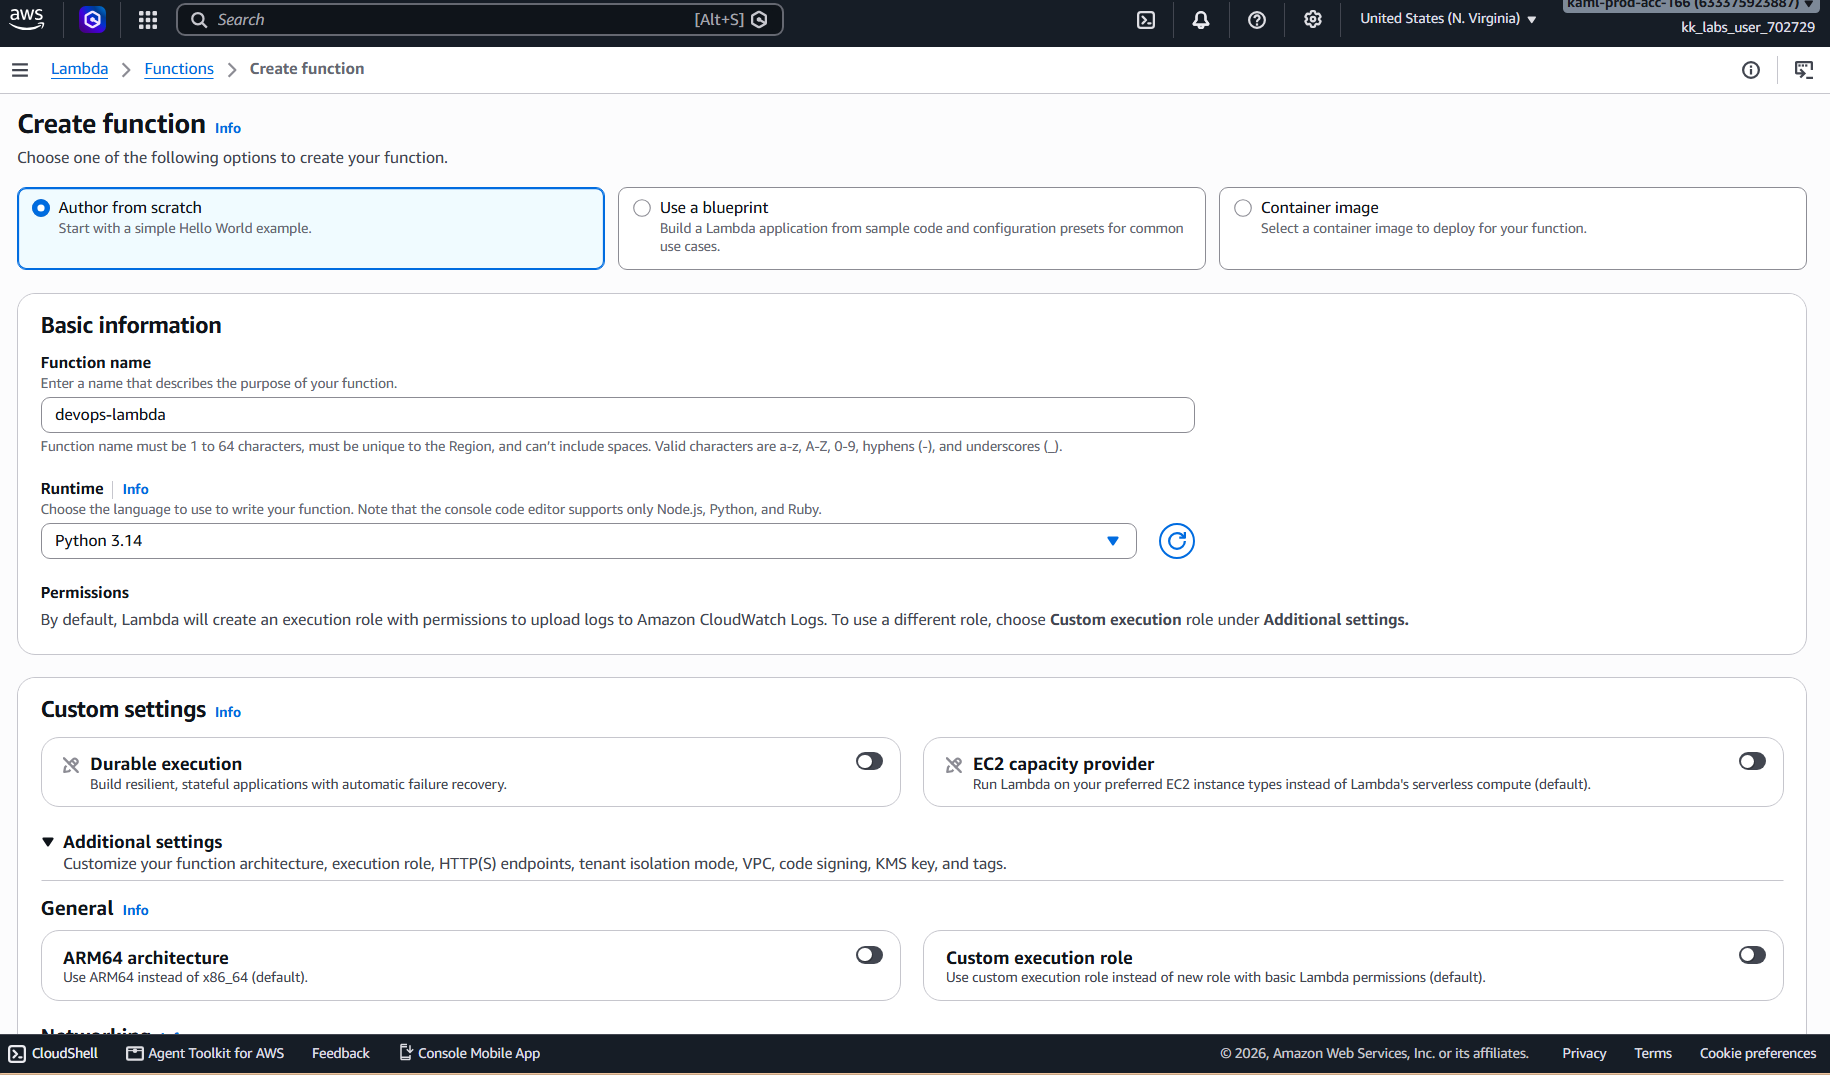 aws
Search [Alt+S]
United States (N. Virginia)
kaml-prod-acc-166 (633375923887)
kk_labs_user_702729
Lambda > Functions > Create function
Create function Info
Choose one of the following options to create your function.
Author from scratch
Start with a simple Hello World example.
Use a blueprint
Build a Lambda application from sample code and configuration presets for common
use cases.
Container image
Select a container image to deploy for your function.
Basic information
Function name
Enter a name that describes the purpose of your function.
devops-lambda
Function name must be 1 to 64 characters, must be unique to the Region, and can’t include spaces. Valid characters are a-z, A-Z, 0-9, hyphens (-), and underscores (_).
Runtime Info
Choose the language to use to write your function. Note that the console code editor supports only Node.js, Python, and Ruby.
Python 3.14
Permissions
By default, Lambda will create an execution role with permissions to upload logs to Amazon CloudWatch Logs. To use a different role, choose Custom execution role under Additional settings.
Custom settings Info
Durable execution
Build resilient, stateful applications with automatic failure recovery.
EC2 capacity provider
Run Lambda on your preferred EC2 instance types instead of Lambda's serverless compute (default).
Additional settings
Customize your function architecture, execution role, HTTP(S) endpoints, tenant isolation mode, VPC, code signing, KMS key, and tags.
General Info
ARM64 architecture
Use ARM64 instead of x86_64 (default).
Custom execution role
Use custom execution role instead of new role with basic Lambda permissions (default).
Networking Info
CloudShell
Agent Toolkit for AWS
Feedback
Console Mobile App
© 2026, Amazon Web Services, Inc. or its affiliates.
Privacy
Terms
Cookie preferences